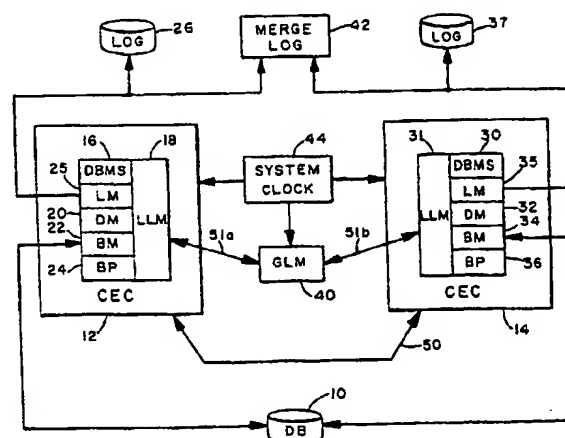 LOG
26
MERGE
LOG
42
LOG
37
16
18
44
31
30
25
DBMS
LM
DM
BM
BP
LLM
20
22
24
SYSTEM
CLOCK
LLM
DBMS
LM
DM
BM
BP
35
32
34
36
51a
51b
GLM
40
CEC
CEC
12
14
50
10
DB